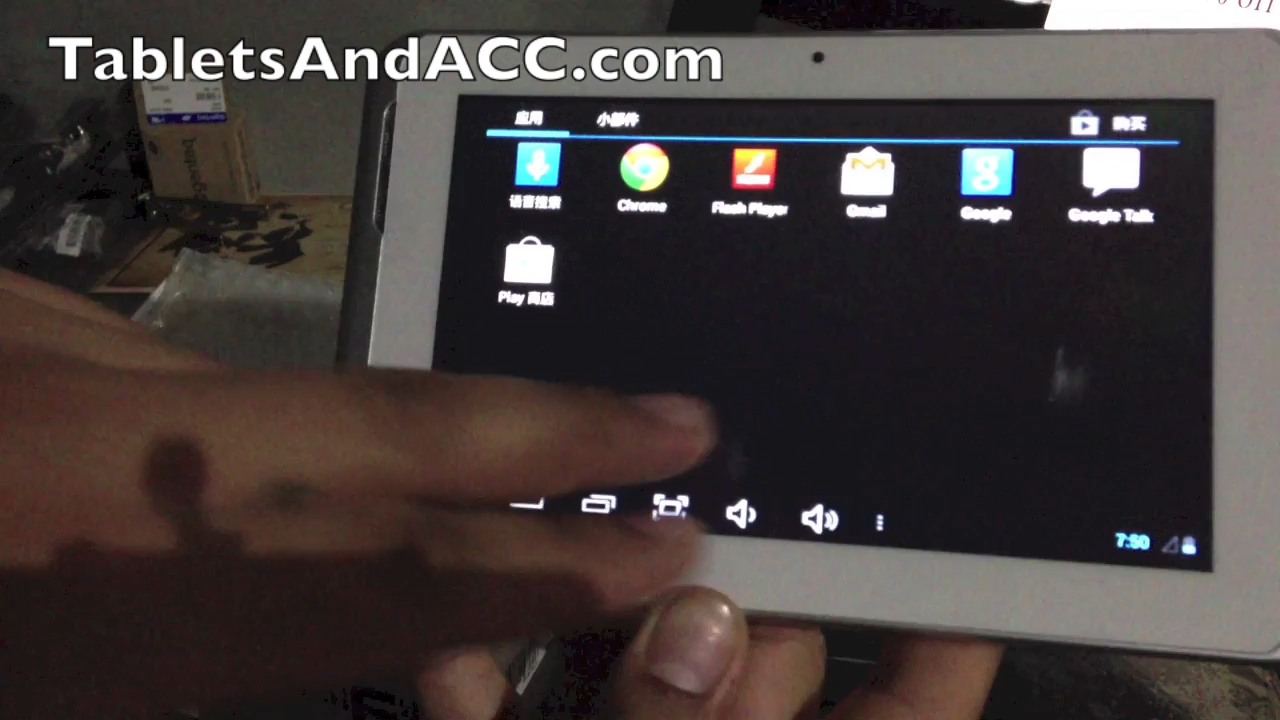 TabletsAndACC.com
应用 小部件 购买
语音搜索 Chrome Flash Player Gmail Google Google Talk
Play 商店
7:50